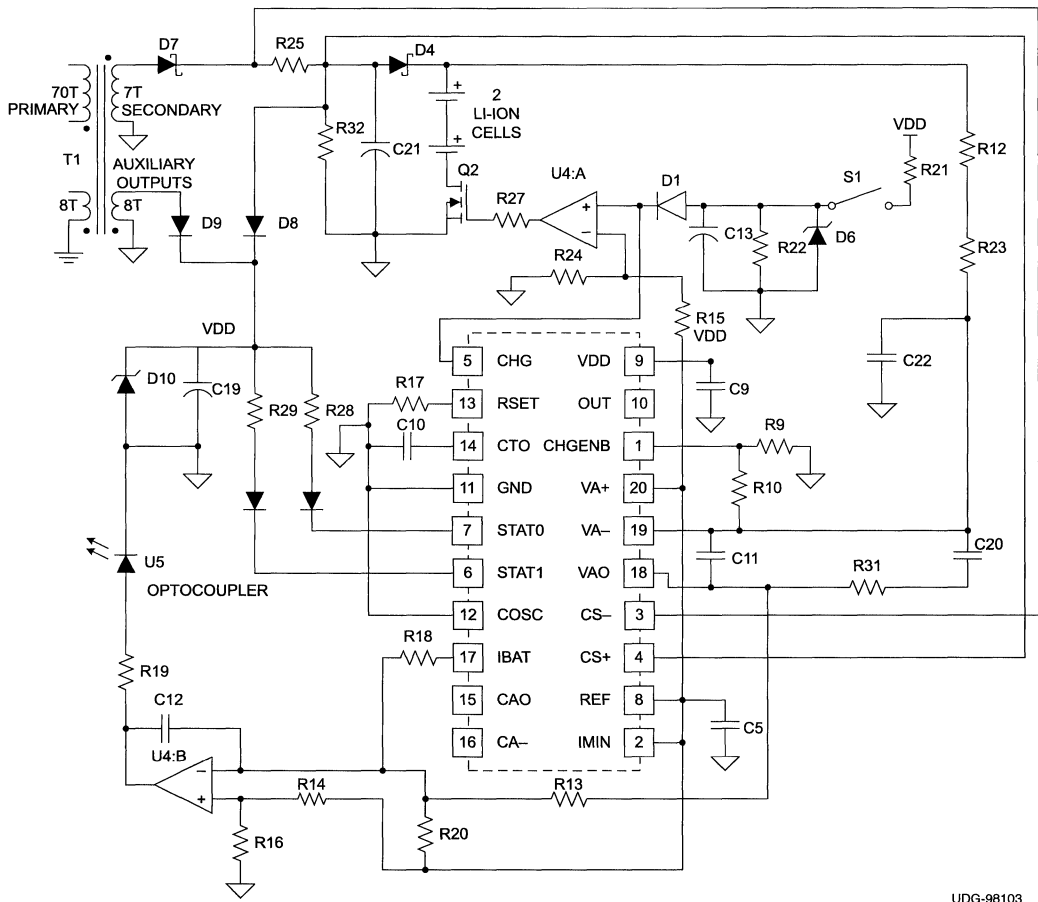 D7
R25
D4
70T
PRIMARY
7T
SECONDARY
2
LI-ION
CELLS
VDD
R32
C21
R12
T1
AUXILIARY
OUTPUTS
Q2
U4:A
D1
S1
R21
8T
8T
R27
+
–
D9
D8
C13
R22
D6
R23
R24
R15
VDD
VDD
C22
D10
C19
5
CHG
VDD
9
R29
R28
R17
C9
13
RSET
OUT
10
C10
R9
14
CTO
CHGENB
1
11
GND
VA+
20
R10
7
STAT0
VA–
19
C20
U5
C11
6
STAT1
VAO
18
R31
OPTOCOUPLER
12
COSC
CS–
3
R18
17
IBAT
CS+
4
R19
15
CAO
REF
8
C12
C5
16
CA–
IMIN
2
U4:B
–
+
R14
R13
R20
R16
UDG-98103